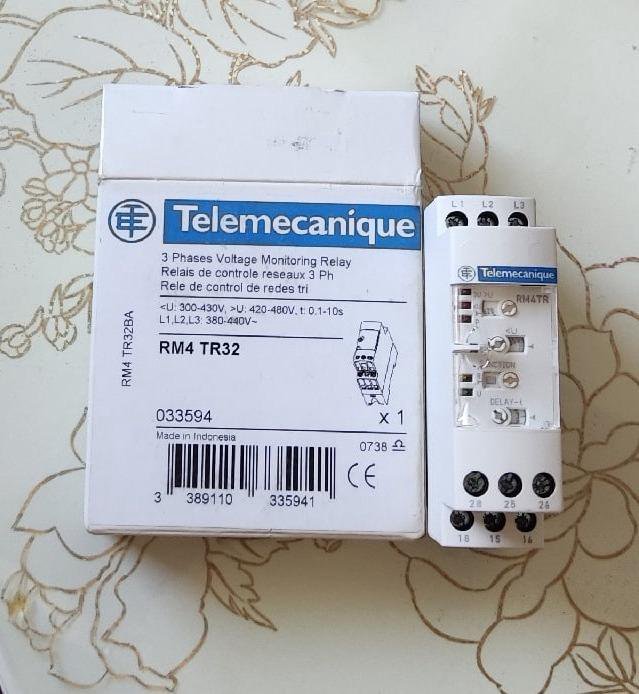 Telemecanique
3 Phases Voltage Monitoring Relay
Relais de controle reseaux 3 Ph
Rele de control de redes tri
<U: 300-430V, >U: 420-480V, t: 0.1-10s
L1,L2,L3: 380-440V~
RM4 TR32
RM4 TR32BA
033594
x 1
Made in Indonesia
0738
CE
3 389110 335941
L1 L2 L3
Telemecanique
RM4TR
<U
DELAY-t
28 25 26
18 15 16